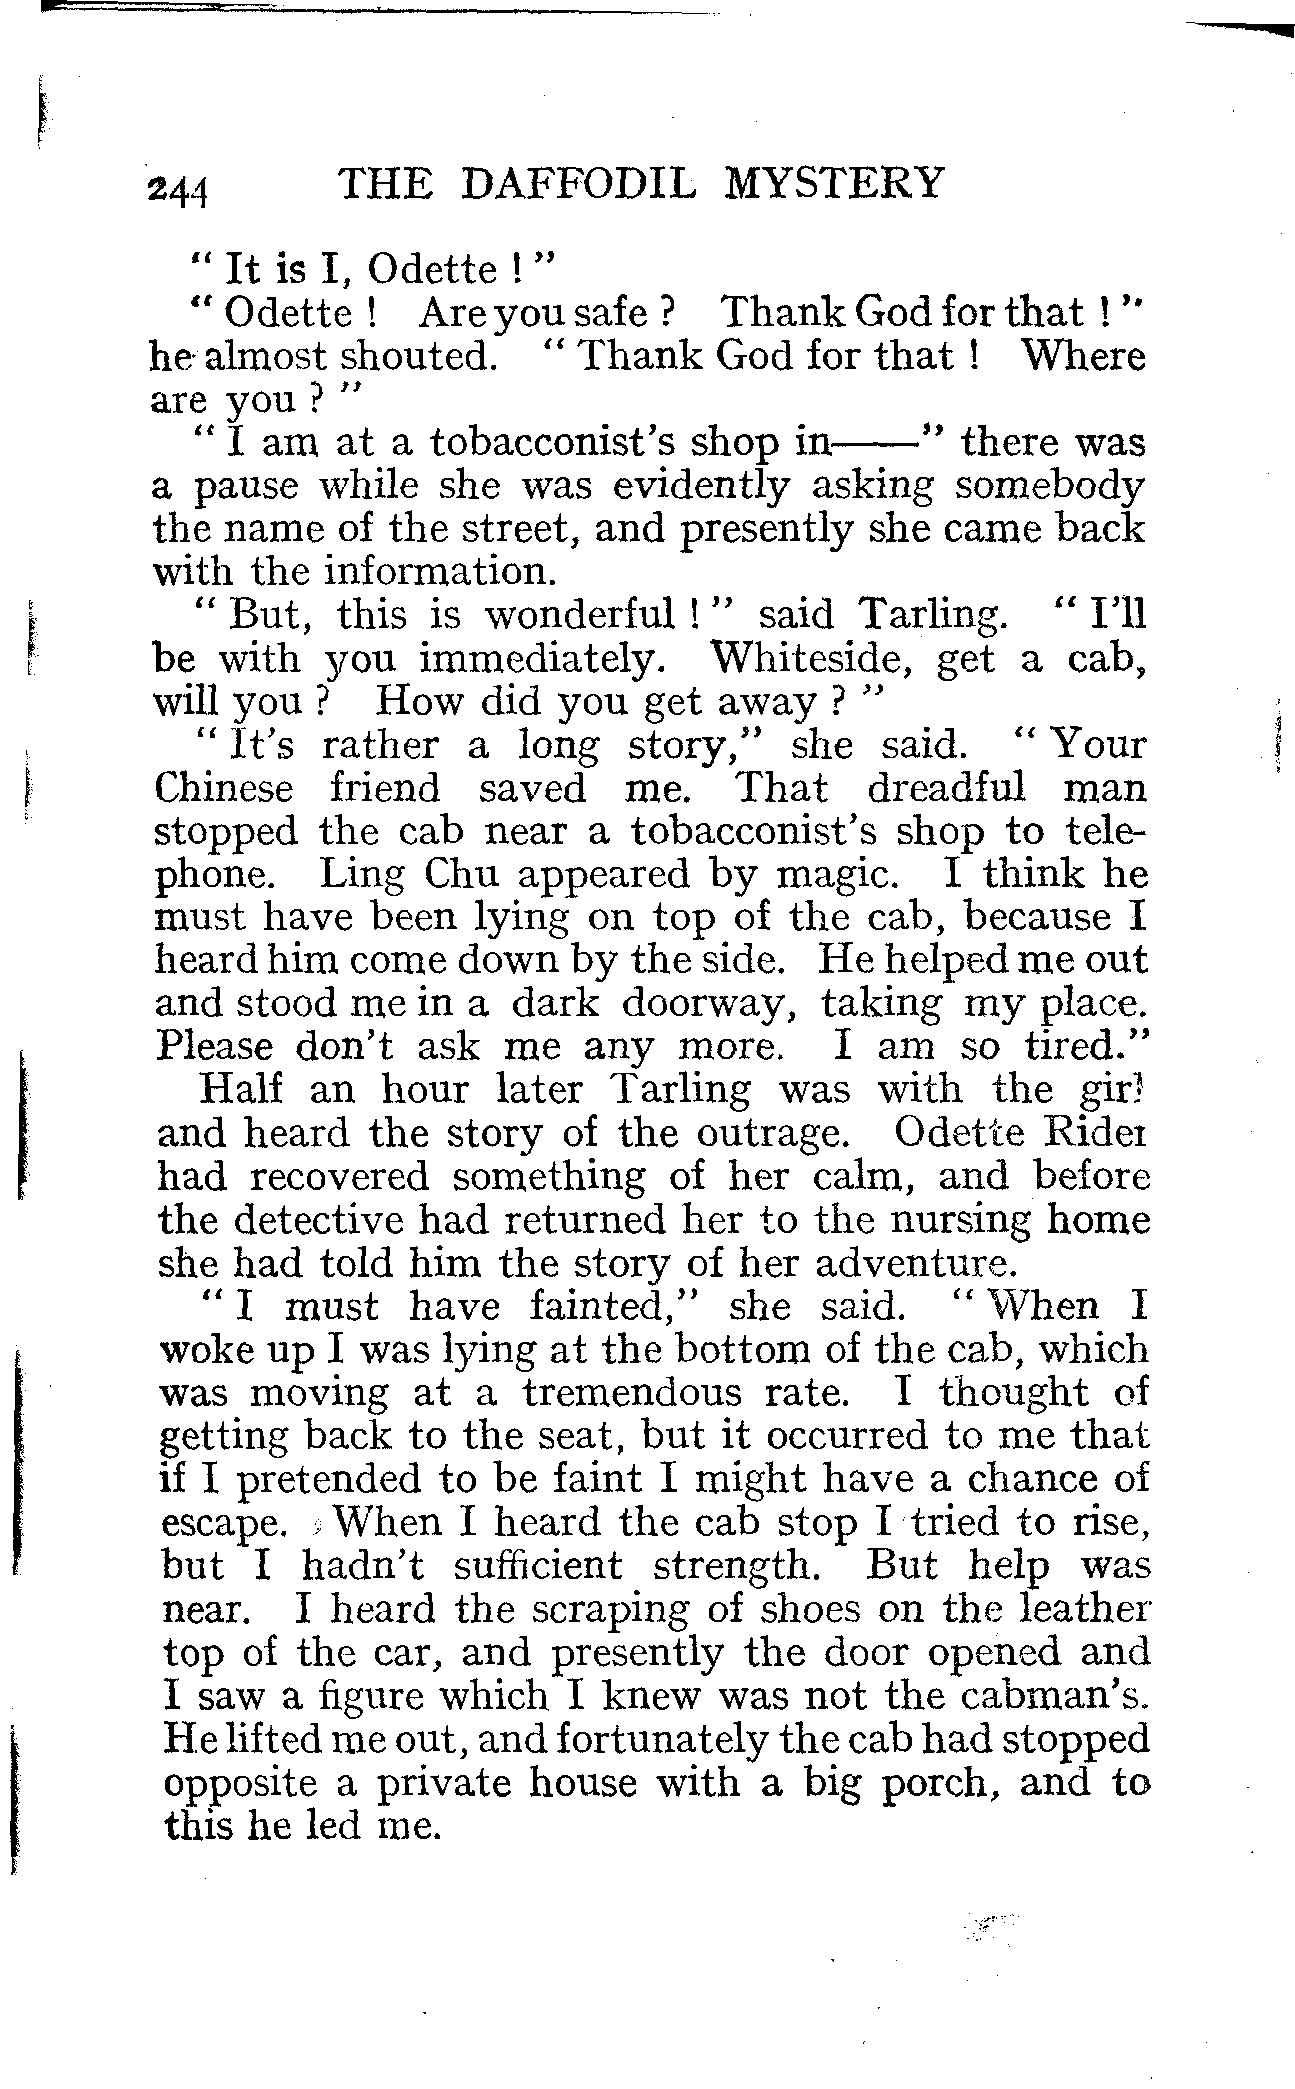 244 THE DAFFODIL MYSTERY
" It is I, Odette ! "
" Odette ! Are you safe ? Thank God for that ! "
he almost shouted. " Thank God for that ! Where
are you ? "
" I am at a tobacconist's shop in——" there was
a pause while she was evidently asking somebody
the name of the street, and presently she came back
with the information.
" But, this is wonderful ! " said Tarling. " I'll
be with you immediately. Whiteside, get a cab,
will you ? How did you get away ? "
" It's rather a long story," she said. " Your
Chinese friend saved me. That dreadful man
stopped the cab near a tobacconist's shop to tele-
phone. Ling Chu appeared by magic. I think he
must have been lying on top of the cab, because I
heard him come down by the side. He helped me out
and stood me in a dark doorway, taking my place.
Please don't ask me any more. I am so tired."
Half an hour later Tarling was with the girl
and heard the story of the outrage. Odette Rider
had recovered something of her calm, and before
the detective had returned her to the nursing home
she had told him the story of her adventure.
" I must have fainted," she said. " When I
woke up I was lying at the bottom of the cab, which
was moving at a tremendous rate. I thought of
getting back to the seat, but it occurred to me that
if I pretended to be faint I might have a chance of
escape. When I heard the cab stop I tried to rise,
but I hadn't sufficient strength. But help was
near. I heard the scraping of shoes on the leather
top of the car, and presently the door opened and
I saw a figure which I knew was not the cabman's.
He lifted me out, and fortunately the cab had stopped
opposite a private house with a big porch, and to
this he led me.